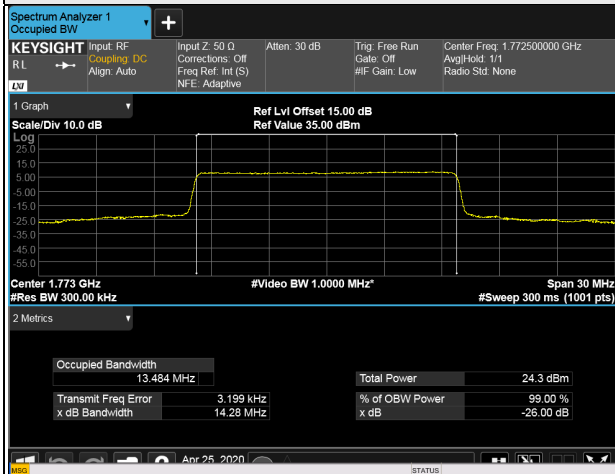 Spectrum Analyzer 1
Occupied BW
+
KEYSIGHT Input: RF Input Z: 50 Ω Atten: 30 dB Trig: Free Run Center Freq: 1.772500000 GHz
RL Coupling: DC Corrections: Off Gate: Off Avg|Hold: 1/1
Align: Auto Freq Ref: Int (S) #IF Gain: Low Radio Std: None
LXI NFE: Adaptive
1 Graph
Ref Lvl Offset 15.00 dB
Scale/Div 10.0 dB Ref Value 35.00 dBm
Log
25.0
15.0
5.00
-5.00
-15.0
-25.0
-35.0
-45.0
-55.0
Center 1.773 GHz #Video BW 1.0000 MHz* Span 30 MHz
#Res BW 300.00 kHz #Sweep 300 ms (1001 pts)
2 Metrics
Occupied Bandwidth
13.484 MHz Total Power 24.3 dBm
Transmit Freq Error 3.199 kHz % of OBW Power 99.00 %
x dB Bandwidth 14.28 MHz x dB -26.00 dB
Apr 25, 2020
MSG STATUS